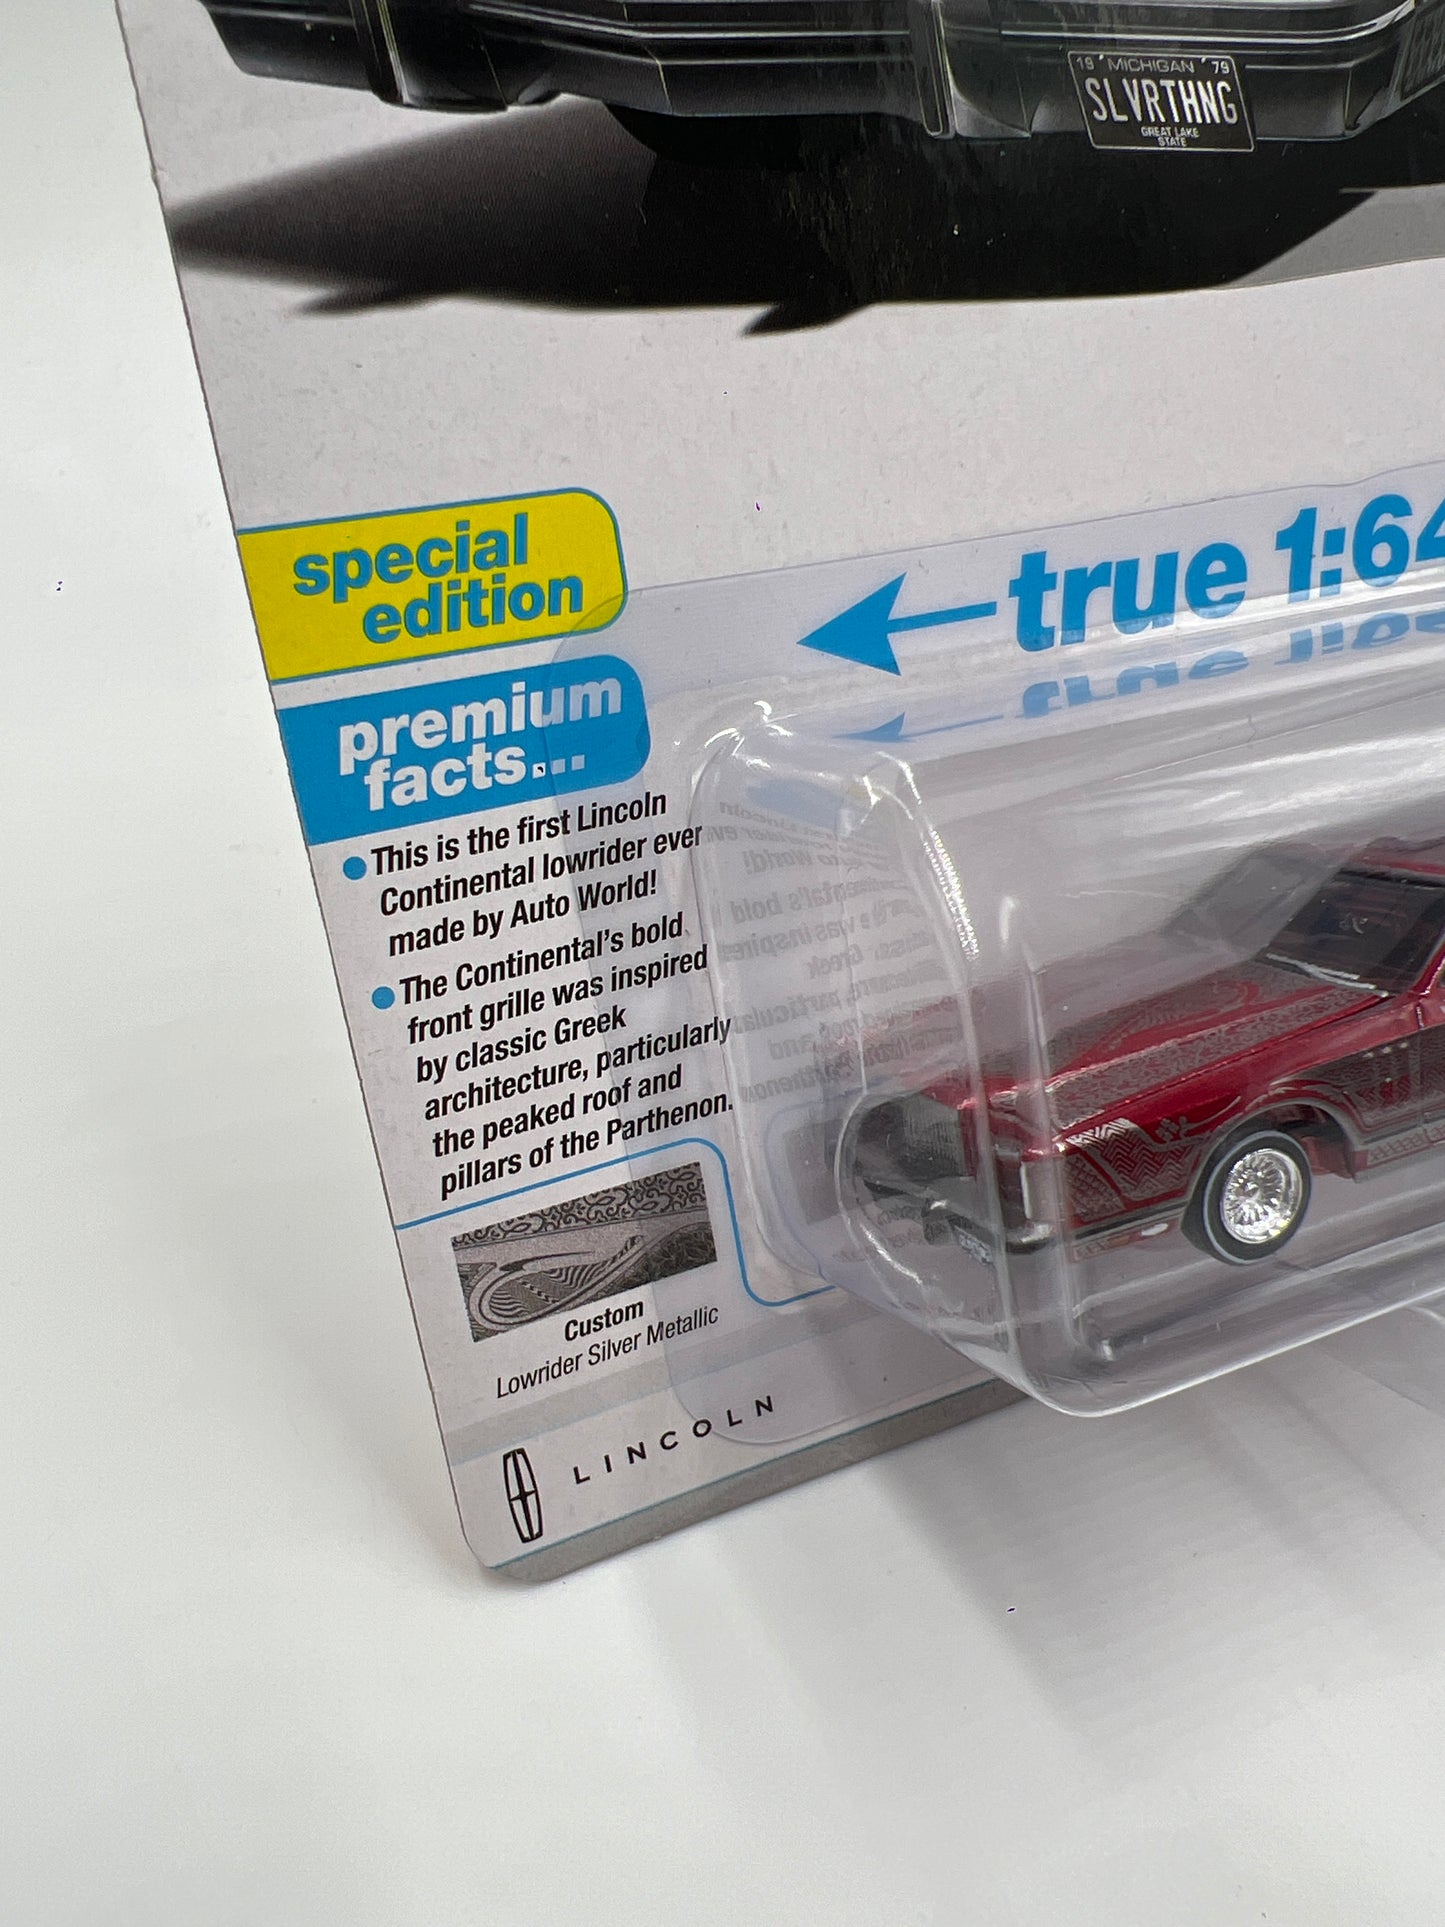 19 MICHIGAN 79
SLVRTHNG
GREAT LAKE
STATE
special
edition
true 1:64
premium
facts...
This is the first Lincoln
Continental lowrider ever
made by Auto World!
The Continental's bold
front grille was inspired
by classic Greek
architecture, particularly
the peaked roof and
pillars of the Parthenon.
Custom
Lowrider Silver Metallic
LINCOLN